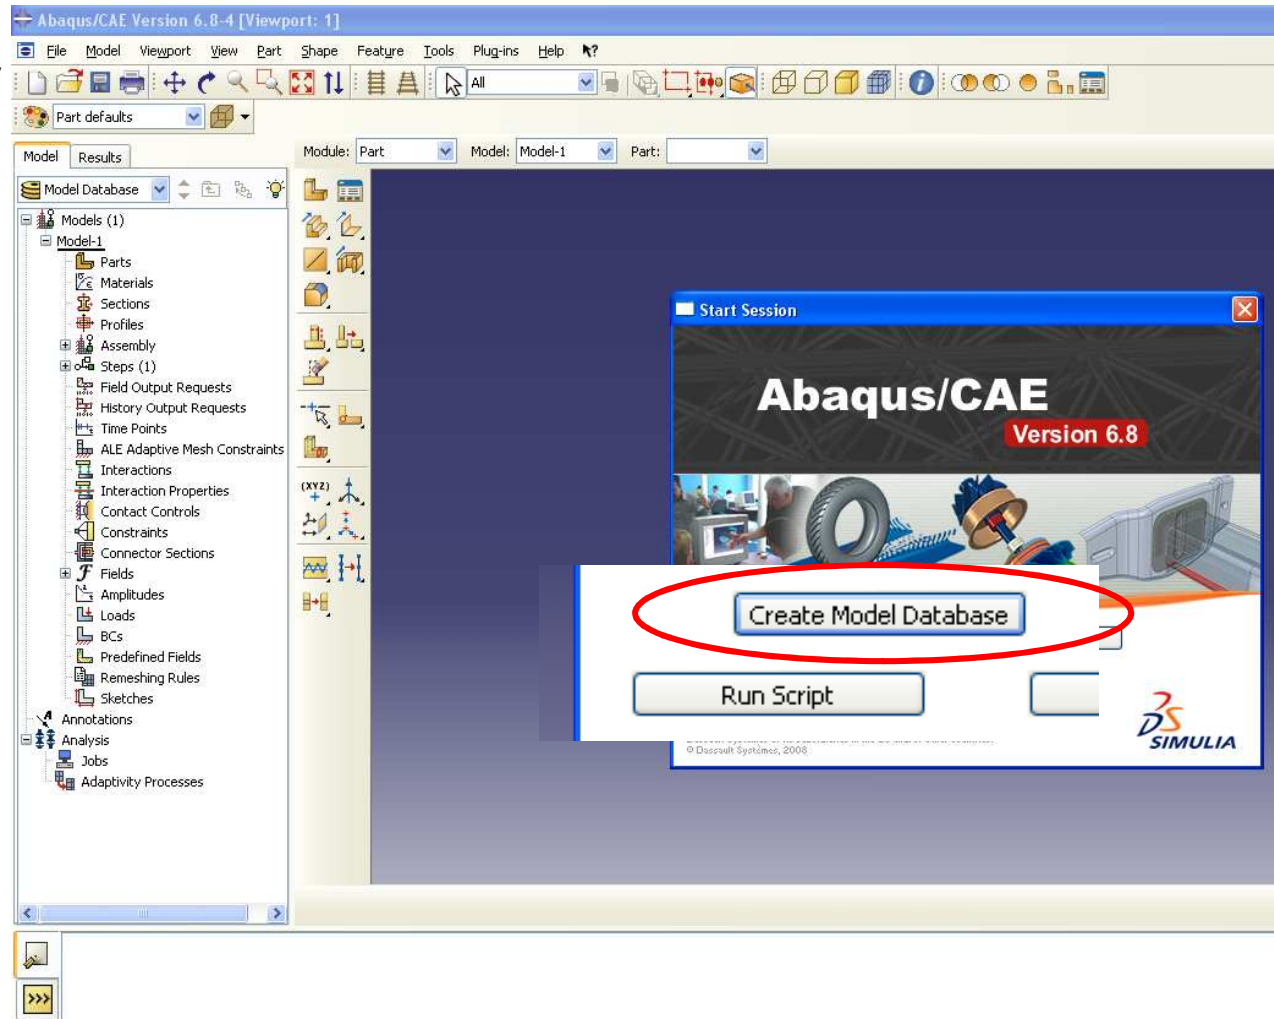 Abaqus/CAE Version 6.8-4 [Viewport: 1]
File Model Viewport View Part Shape Feature Tools Plug-ins Help
All
Part defaults
Model Results
Module: Part Model: Model-1 Part:
Model Database
Models (1)
Model-1
Parts
Materials
Sections
Profiles
Assembly
Steps (1)
Field Output Requests
History Output Requests
Time Points
ALE Adaptive Mesh Constraints
Interactions
Interaction Properties
Contact Controls
Constraints
Connector Sections
Fields
Amplitudes
Loads
BCs
Predefined Fields
Remeshing Rules
Sketches
Annotations
Analysis
Jobs
Adaptivity Processes
(XYZ)
Start Session
Abaqus/CAE
Version 6.8
Create Model Database
Run Script
© Dassault Systèmes, 2008
SIMULIA
>>>